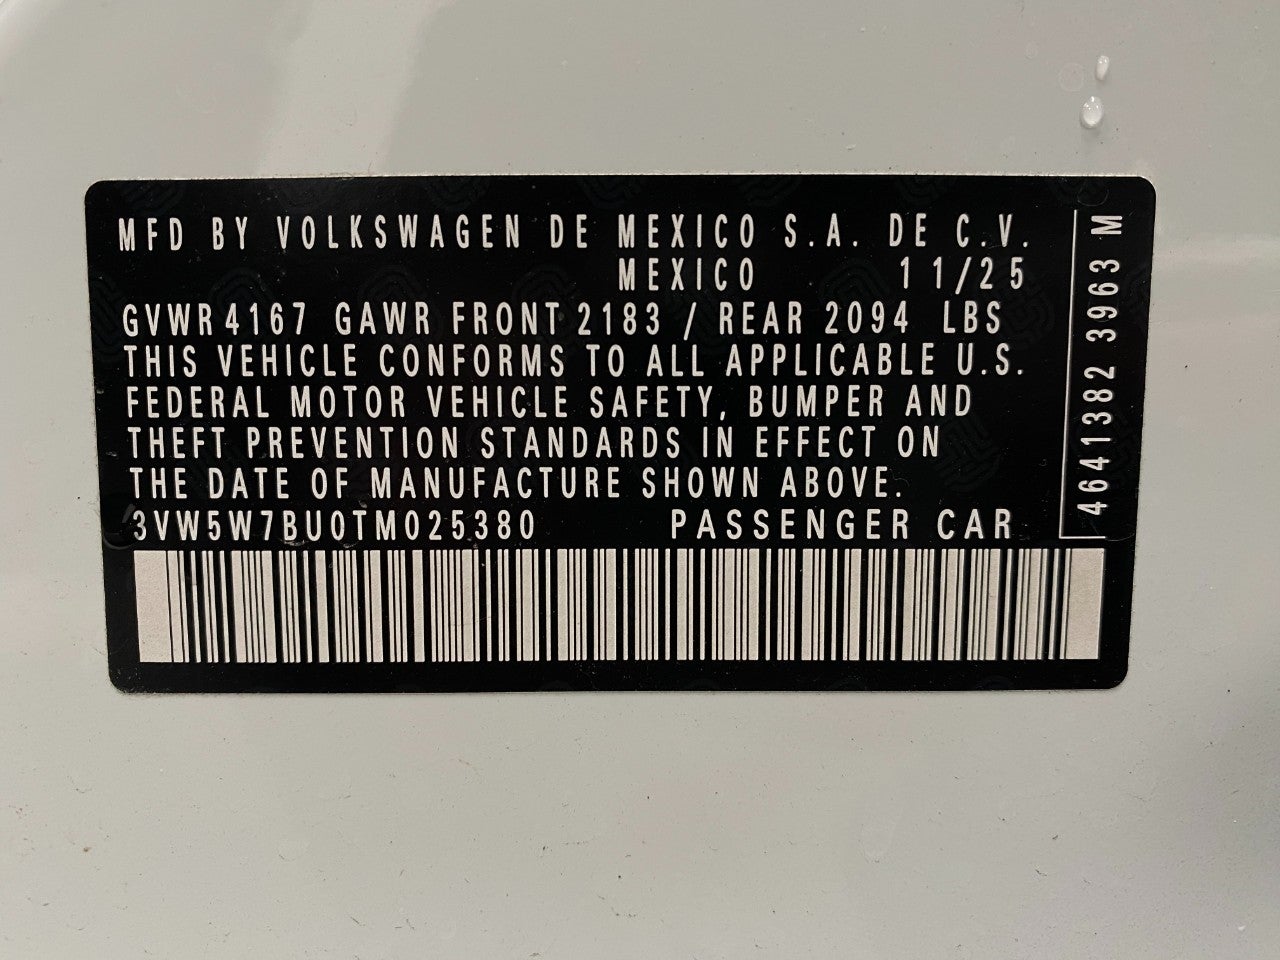 MFD BY VOLKSWAGEN DE MEXICO S.A. DE C.V.
MEXICO 11/25
GVWR 4167 GAWR FRONT 2183 / REAR 2094 LBS
THIS VEHICLE CONFORMS TO ALL APPLICABLE U.S.
FEDERAL MOTOR VEHICLE SAFETY, BUMPER AND
THEFT PREVENTION STANDARDS IN EFFECT ON
THE DATE OF MANUFACTURE SHOWN ABOVE.
3VW5W7BU0TM025380 PASSENGER CAR
4641382 3963 M